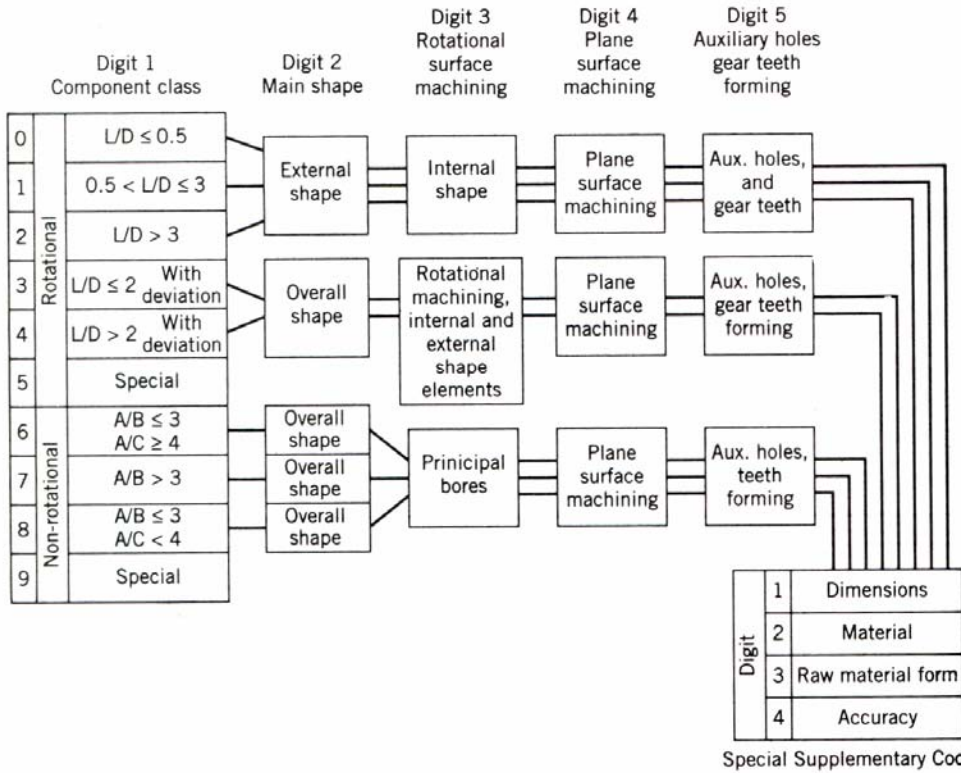 Digit 1
Component class
Digit 2
Main shape
Digit 3
Rotational
surface
machining
Digit 4
Plane
surface
machining
Digit 5
Auxiliary holes
gear teeth
forming
0
1
2
3
4
5
6
7
8
9
Rotational
Non-rotational
L/D ≤ 0.5
0.5 < L/D ≤ 3
L/D > 3
L/D ≤ 2 With
deviation
L/D > 2 With
deviation
Special
A/B ≤ 3
A/C ≥ 4
A/B > 3
A/B ≤ 3
A/C < 4
Special
External
shape
Internal
shape
Plane
surface
machining
Aux. holes,
and
gear teeth
Overall
shape
Rotational
machining,
internal and
external
shape
elements
Plane
surface
machining
Aux. holes,
gear teeth
forming
Overall
shape
Overall
shape
Overall
shape
Prinicipal
bores
Plane
surface
machining
Aux. holes,
teeth
forming
Digit
1 Dimensions
2 Material
3 Raw material form
4 Accuracy
Special Supplementary Cod